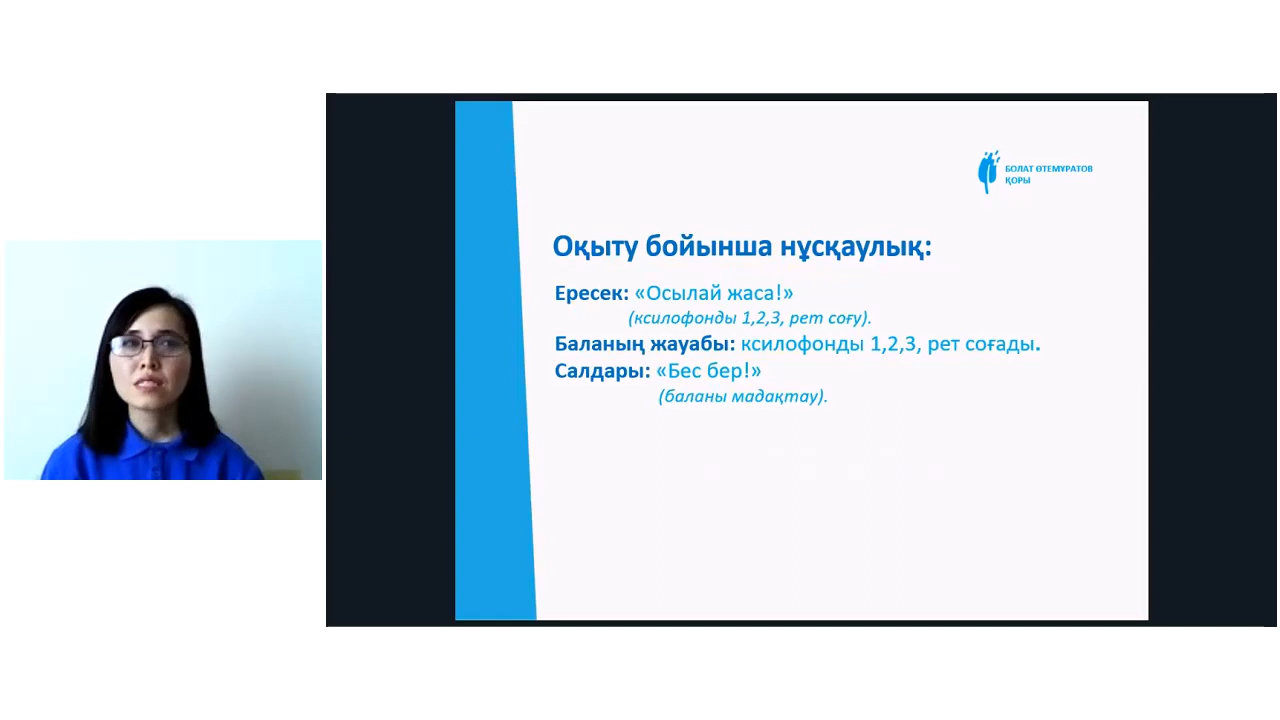 БОЛАТ ӨТЕМҰРАТОВ
ҚОРЫ
Оқыту бойынша нұсқаулық:
Ересек: «Осылай жаса!»
(ксилофонды 1,2,3, рет соғу).
Баланың жауабы: ксилофонды 1,2,3, рет соғады.
Салдары: «Бес бер!»
(баланы мадақтау).